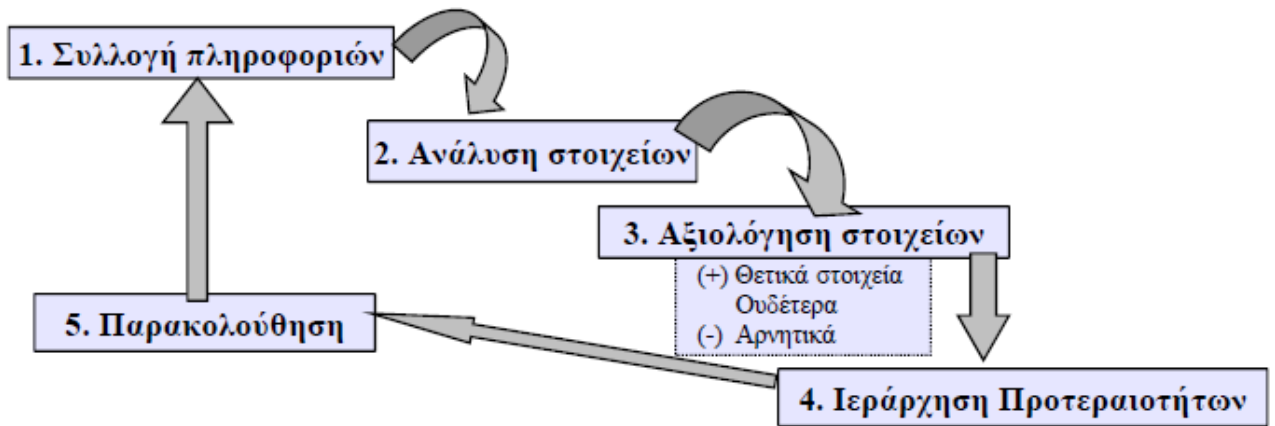 1. Συλλογή πληροφοριών
2. Ανάλυση στοιχείων
3. Αξιολόγηση στοιχείων
(+) Θετικά στοιχεία
Ουδέτερα
(-) Αρνητικά
5. Παρακολούθηση
4. Ιεράρχηση Προτεραιοτήτων